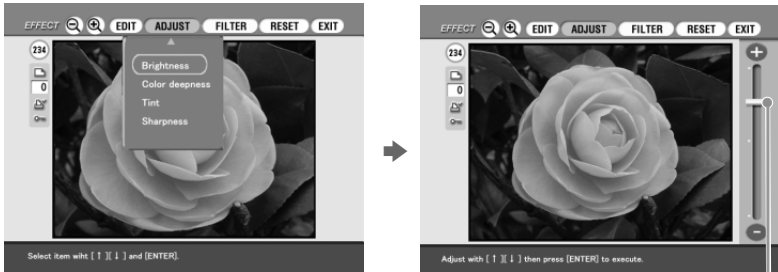 EFFECT EDIT ADJUST FILTER RESET EXIT
234
Brightness
Color deepness
Tint
Sharpness
0
Select item wiht [ ↑ ][ ↓ ] and [ENTER].
EFFECT EDIT ADJUST FILTER RESET EXIT
234
0
Adjust with [ ↑ ][ ↓ ] then press [ENTER] to execute.